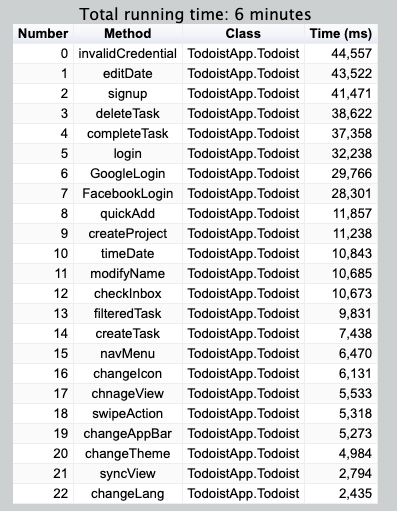 Total running time: 6 minutes
Number Method Class Time (ms)
0 invalidCredential TodoistApp.Todoist 44,557
1 editDate TodoistApp.Todoist 43,522
2 signup TodoistApp.Todoist 41,471
3 deleteTask TodoistApp.Todoist 38,622
4 completeTask TodoistApp.Todoist 37,358
5 login TodoistApp.Todoist 32,238
6 GoogleLogin TodoistApp.Todoist 29,766
7 FacebookLogin TodoistApp.Todoist 28,301
8 quickAdd TodoistApp.Todoist 11,857
9 createProject TodoistApp.Todoist 11,238
10 timeDate TodoistApp.Todoist 10,843
11 modifyName TodoistApp.Todoist 10,685
12 checkInbox TodoistApp.Todoist 10,673
13 filteredTask TodoistApp.Todoist 9,831
14 createTask TodoistApp.Todoist 7,438
15 navMenu TodoistApp.Todoist 6,470
16 changeIcon TodoistApp.Todoist 6,131
17 chnageView TodoistApp.Todoist 5,533
18 swipeAction TodoistApp.Todoist 5,318
19 changeAppBar TodoistApp.Todoist 5,273
20 changeTheme TodoistApp.Todoist 4,984
21 syncView TodoistApp.Todoist 2,794
22 changeLang TodoistApp.Todoist 2,435